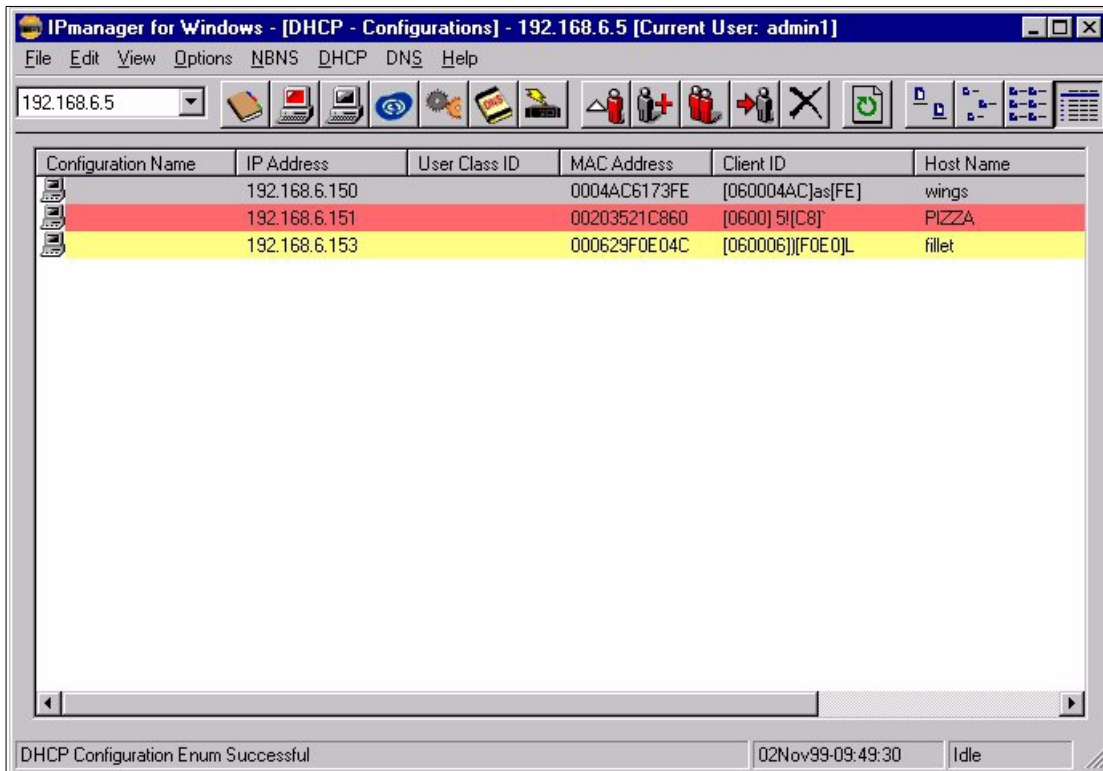 IPmanager for Windows - [DHCP - Configurations] - 192.168.6.5 [Current User: admin1]
File Edit View Options NBNS DHCP DNS Help
192.168.6.5 DNS
Configuration Name IP Address User Class ID MAC Address Client ID Host Name
192.168.6.150 0004AC6173FE [060004AC]as[FE] wings
192.168.6.151 00203521C860 [0600] 5![C8]` PIZZA
192.168.6.153 000629F0E04C [060006])[F0E0]L fillet
DHCP Configuration Enum Successful 02Nov99-09:49:30 Idle